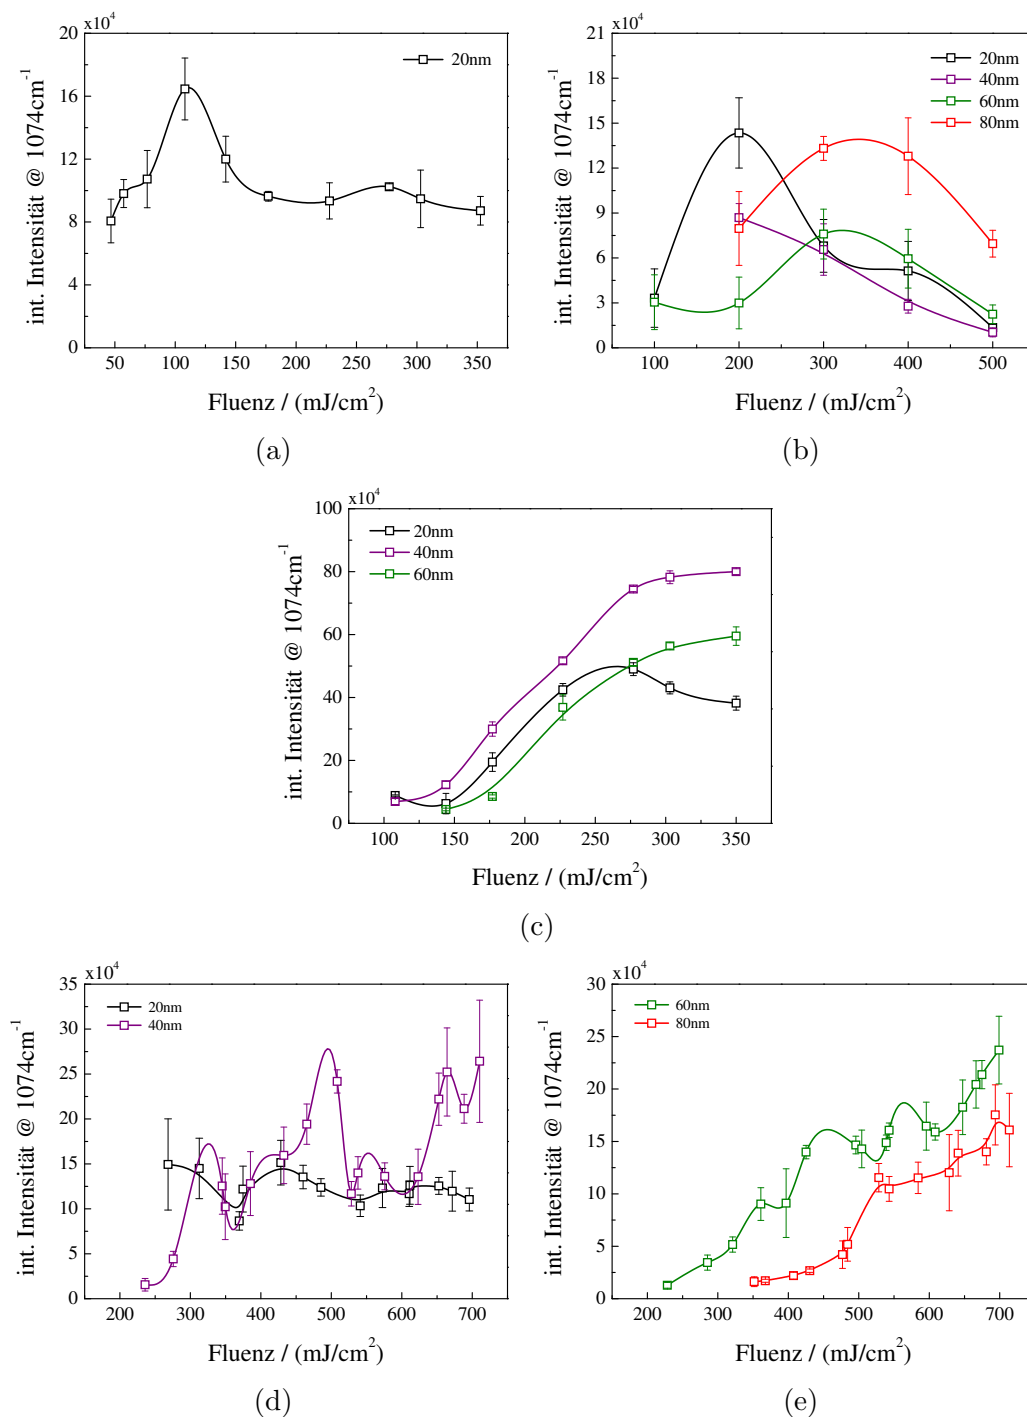 x10⁴
20
16
12
8
4
0
int. Intensität @ 1074cm⁻¹
20nm
50 100 150 200 250 300 350
Fluenz / (mJ/cm²)
(a)
x10⁴
21
18
15
12
9
6
3
0
int. Intensität @ 1074cm⁻¹
20nm
40nm
60nm
80nm
100 200 300 400 500
Fluenz / (mJ/cm²)
(b)
x10⁴
100
80
60
40
20
0
int. Intensität @ 1074cm⁻¹
20nm
40nm
60nm
100 150 200 250 300 350
Fluenz / (mJ/cm²)
(c)
x10⁴
35
30
25
20
15
10
5
0
int. Intensität @ 1074cm⁻¹
20nm
40nm
200 300 400 500 600 700
Fluenz / (mJ/cm²)
(d)
x10⁴
30
25
20
15
10
5
0
int. Intensität @ 1074cm⁻¹
60nm
80nm
200 300 400 500 600 700
Fluenz / (mJ/cm²)
(e)